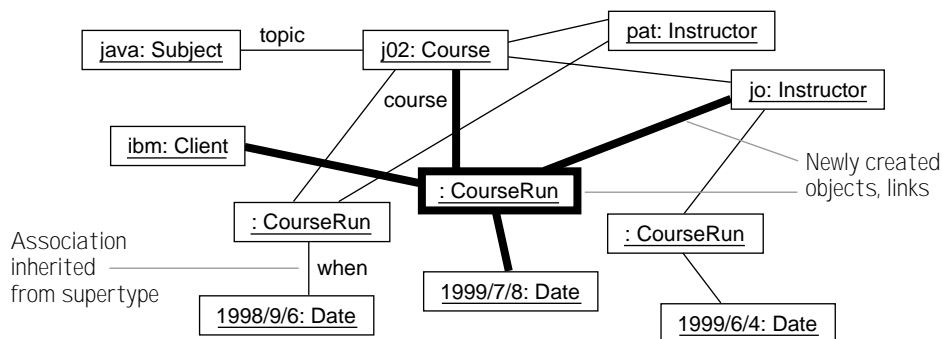 java: Subject
topic
j02: Course
pat: Instructor
course
jo: Instructor
ibm: Client
Newly created
objects, links
: CourseRun
: CourseRun
: CourseRun
Association
inherited
from supertype
when
1998/9/6: Date
1999/7/8: Date
1999/6/4: Date